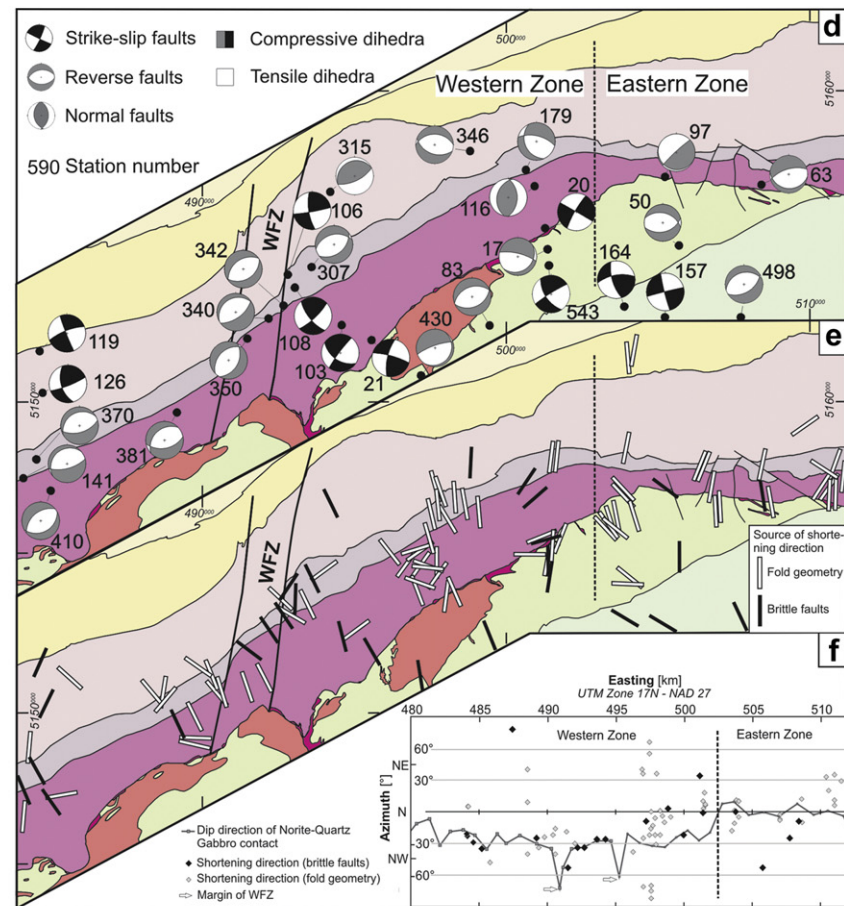 d
Strike-slip faults
Compressive dihedra
Reverse faults
Tensile dihedra
Normal faults
590 Station number
Western Zone
Eastern Zone
500000
5160
490000
WFZ
315
346
179
97
63
106
116
20
50
342
307
17
83
164
157
498
340
430
543
510000
119
108
103
21
350
500000
126
5150000
370
381
141
410
e
5160
490000
WFZ
Source of shorte-
ning direction
Fold geometry
Brittle faults
5150000
f
Easting [km]
UTM Zone 17N - NAD 27
480 485 490 495 500 505 510
Western Zone
Eastern Zone
Azimuth [°]
NE
60°
30°
N
-30°
NW
-60°
Dip direction of Norite-Quartz
Gabbro contact
Shortening direction (brittle faults)
Shortening direction (fold geometry)
Margin of WFZ